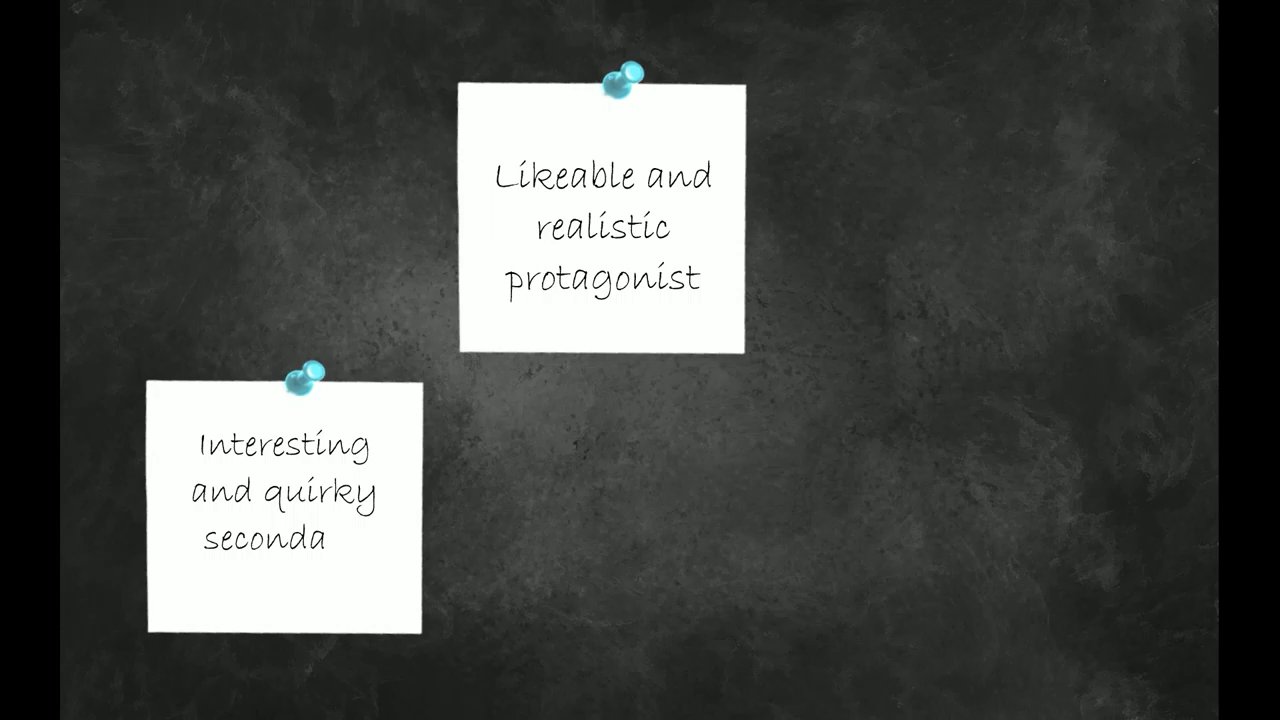 Likeable and
realistic
protagonist
Interesting
and quirky
seconda